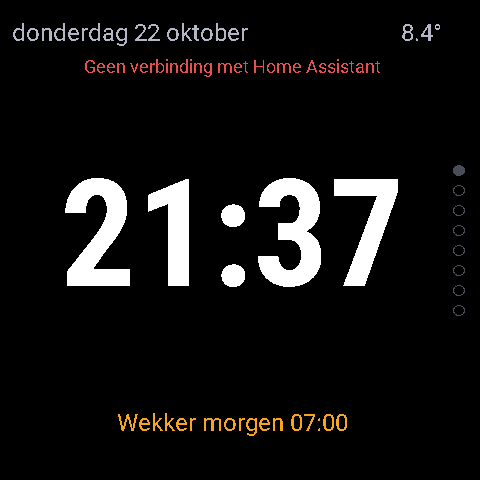 donderdag 22 oktober 8.4°
Geen verbinding met Home Assistant
21:37
Wekker morgen 07:00